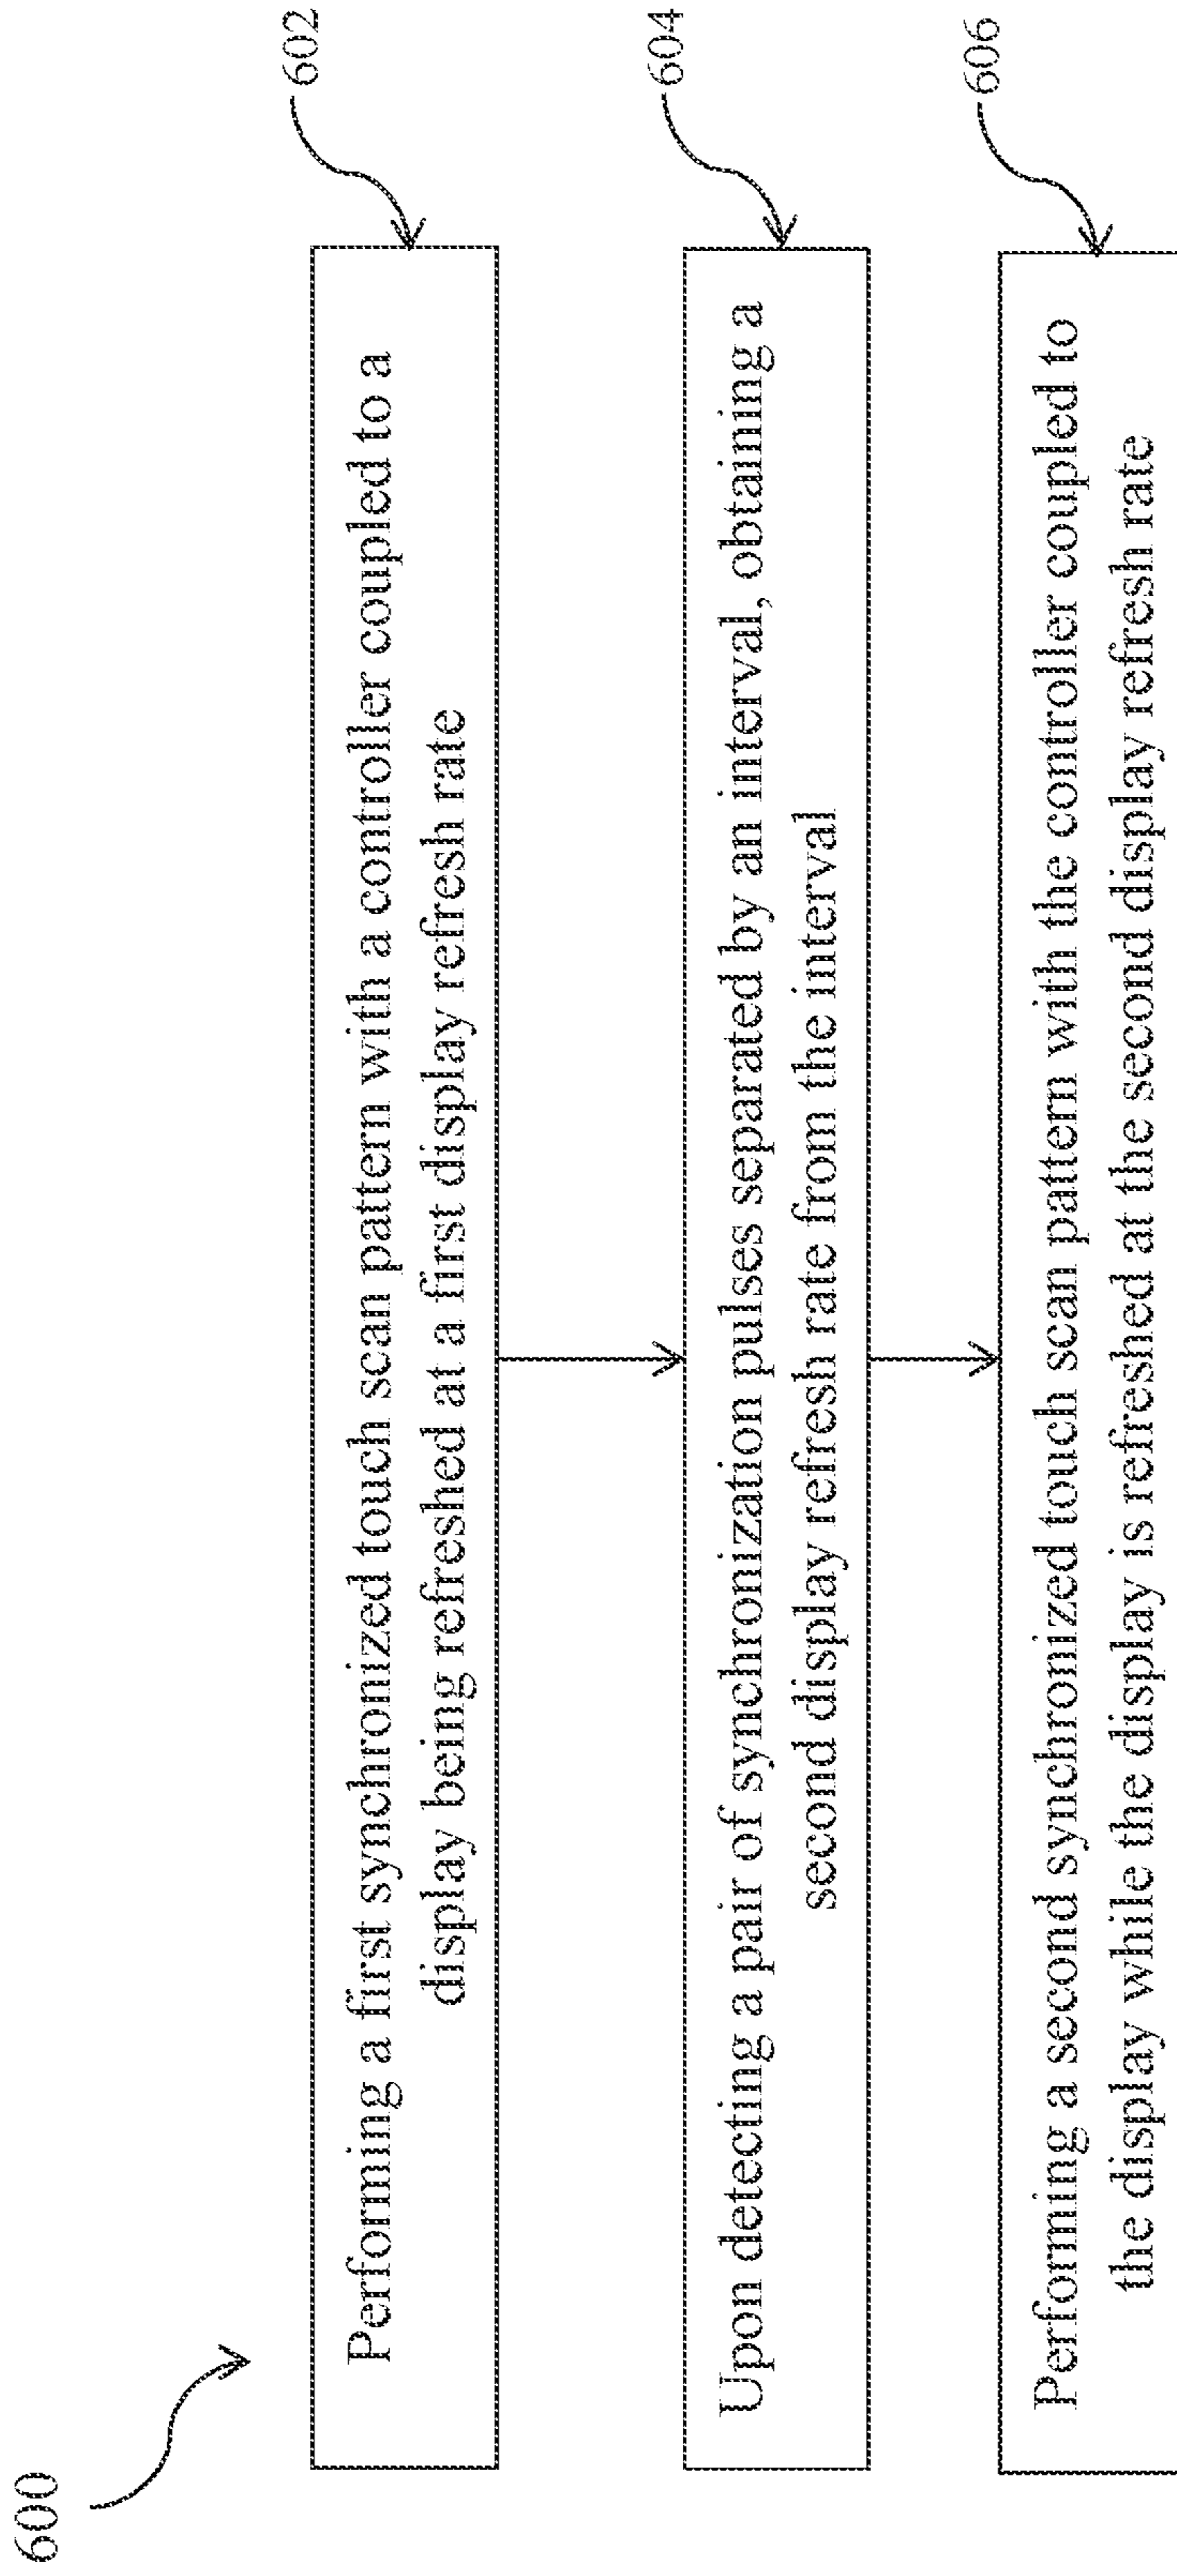 600
602
Performing a first synchronized touch scan pattern with a controller coupled to a
display being refreshed at a first display refresh rate
604
Upon detecting a pair of synchronization pulses separated by an interval, obtaining a
second display refresh rate from the interval
606
Performing a second synchronized touch scan pattern with the controller coupled to
the display while the display is refreshed at the second display refresh rate